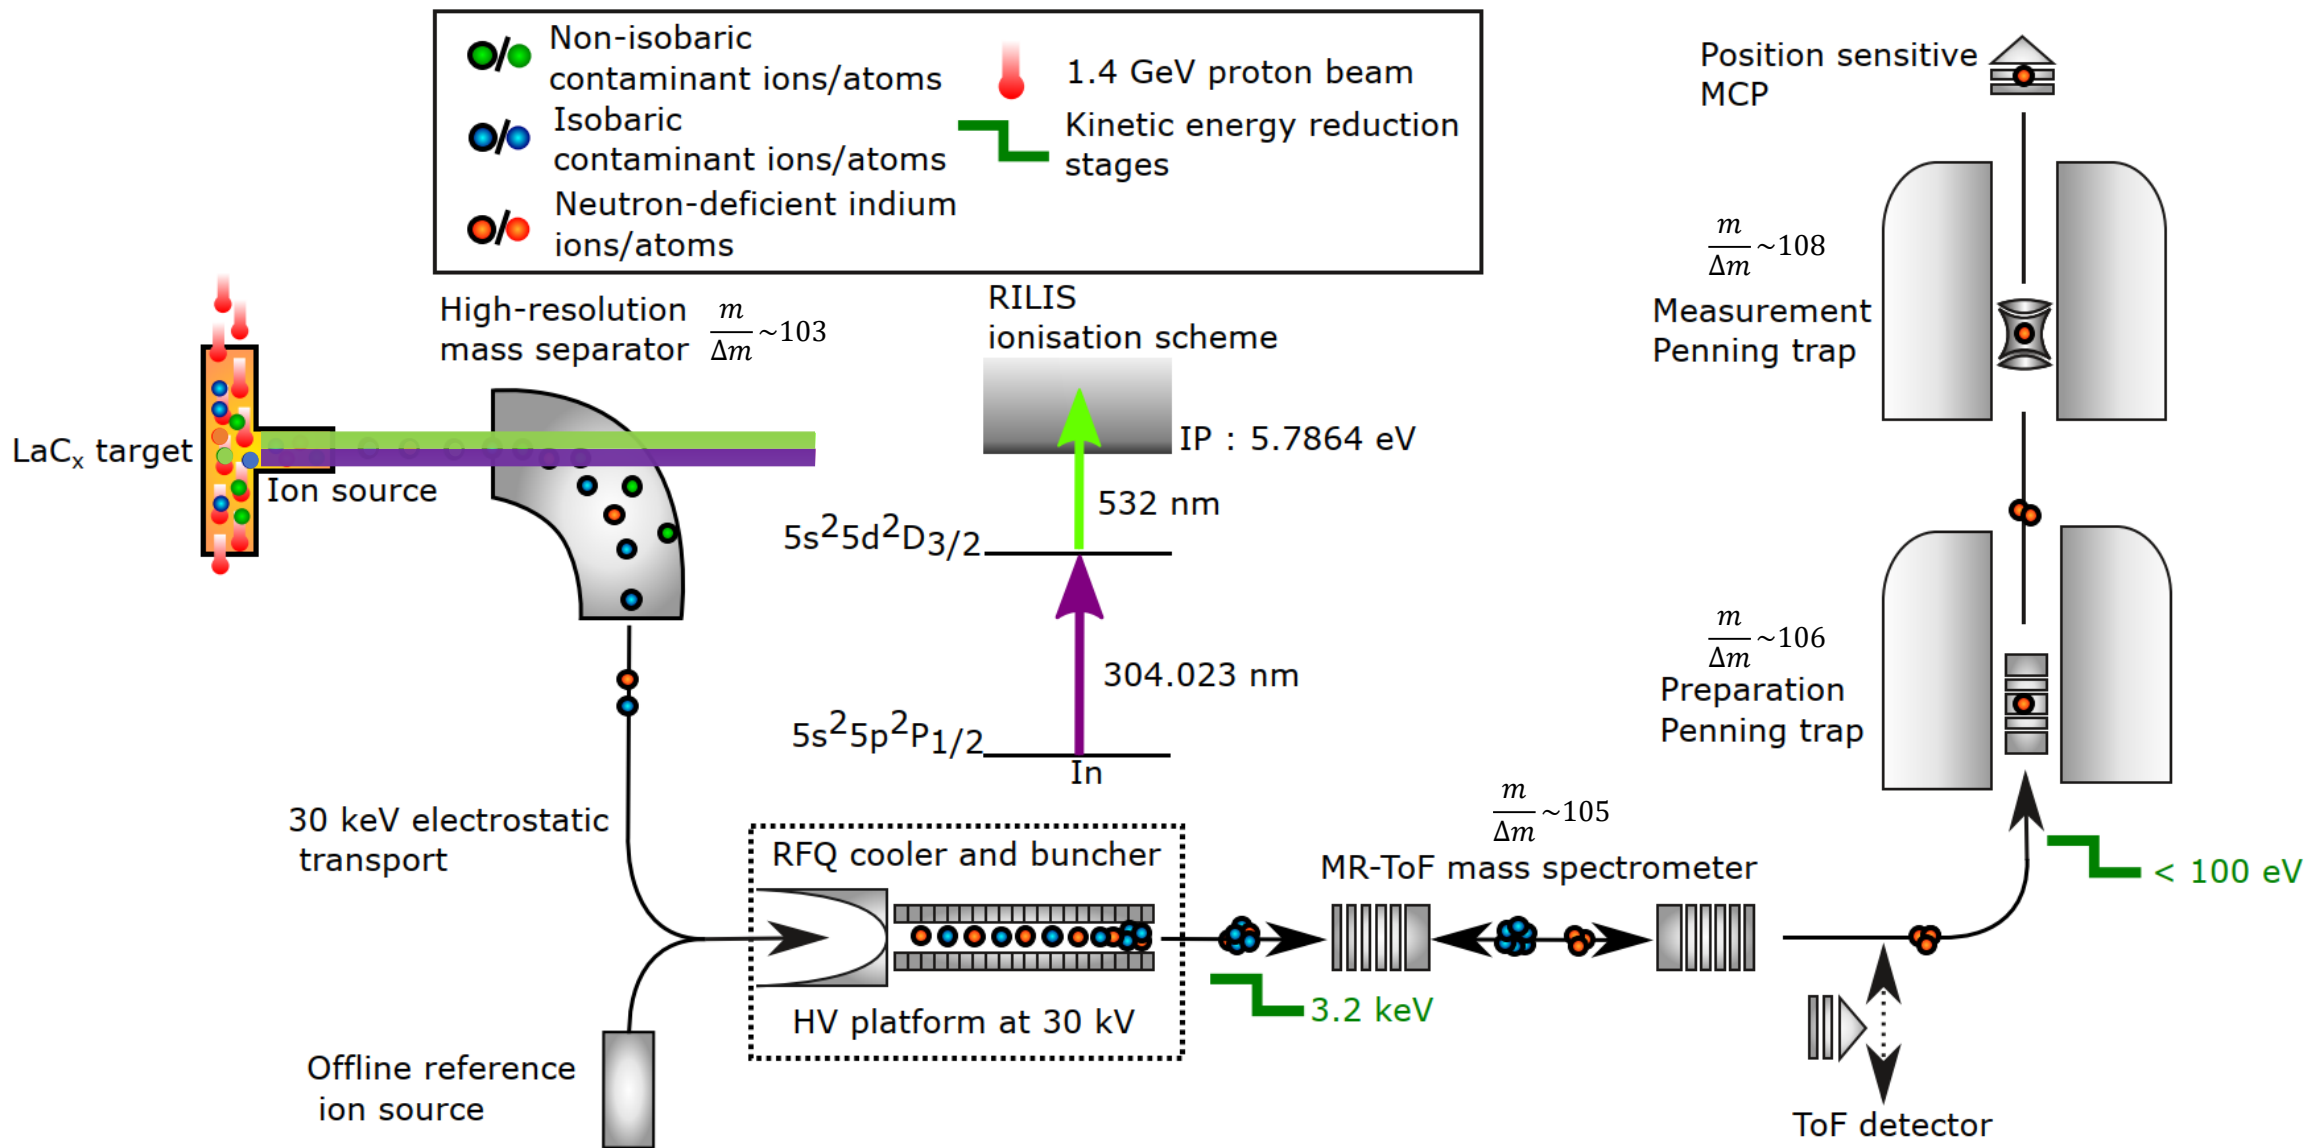 Non-isobaric
contaminant ions/atoms
Isobaric
contaminant ions/atoms
Neutron-deficient indium
ions/atoms
1.4 GeV proton beam
Kinetic energy reduction
stages
Position sensitive
MCP
m/Δm ~108
Measurement
Penning trap
High-resolution
mass separator
m/Δm ~103
RILIS
ionisation scheme
IP : 5.7864 eV
532 nm
5s²5d²D3/2
304.023 nm
5s²5p²P1/2
In
LaCₓ target
Ion source
m/Δm ~106
Preparation
Penning trap
30 keV electrostatic
transport
RFQ cooler and buncher
HV platform at 30 kV
m/Δm ~105
MR-ToF mass spectrometer
< 100 eV
3.2 keV
Offline reference
ion source
ToF detector